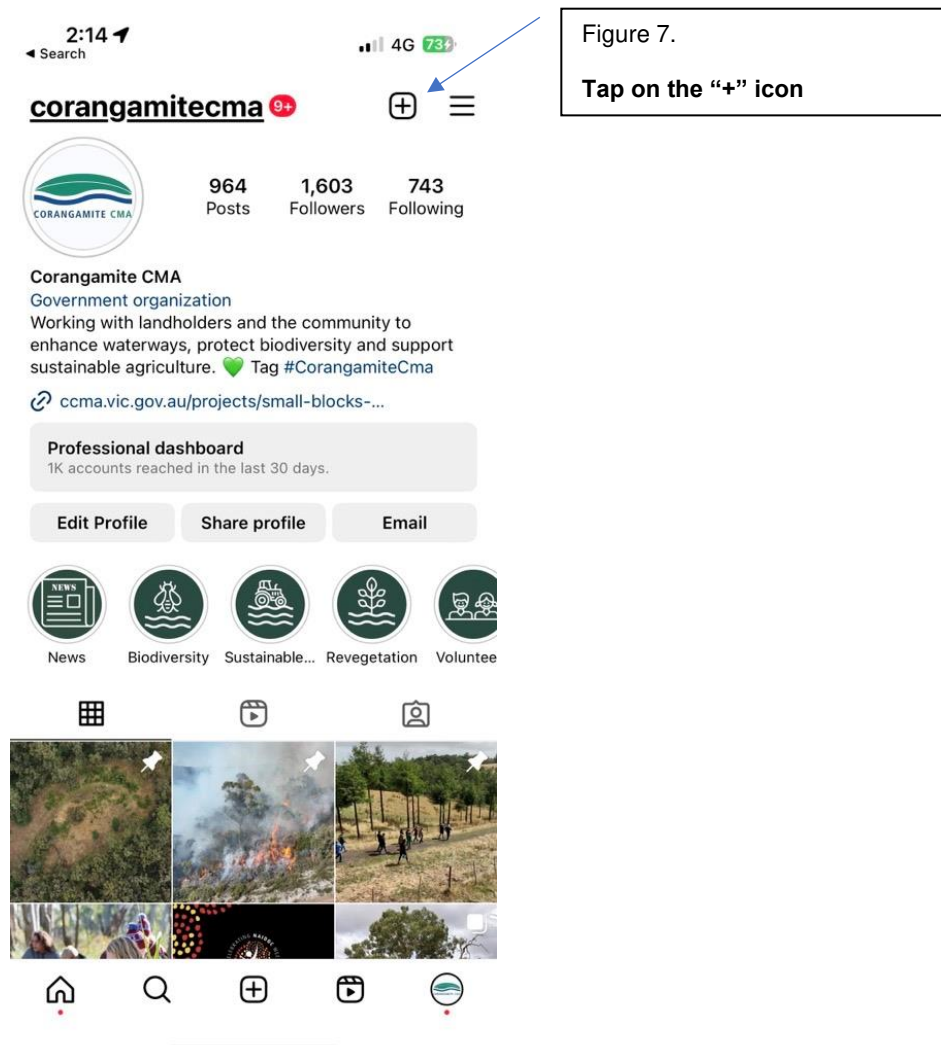 2:14
Search
4G 73
Figure 7.
Tap on the “+” icon
corangamitecma 9+
CORANGAMITE CMA
964 1,603 743
Posts Followers Following
Corangamite CMA
Government organization
Working with landholders and the community to
enhance waterways, protect biodiversity and support
sustainable agriculture. 💚 Tag #CorangamiteCma
ccma.vic.gov.au/projects/small-blocks-...
Professional dashboard
1K accounts reached in the last 30 days.
Edit Profile Share profile Email
NEWS
News Biodiversity Sustainable... Revegetation Voluntee